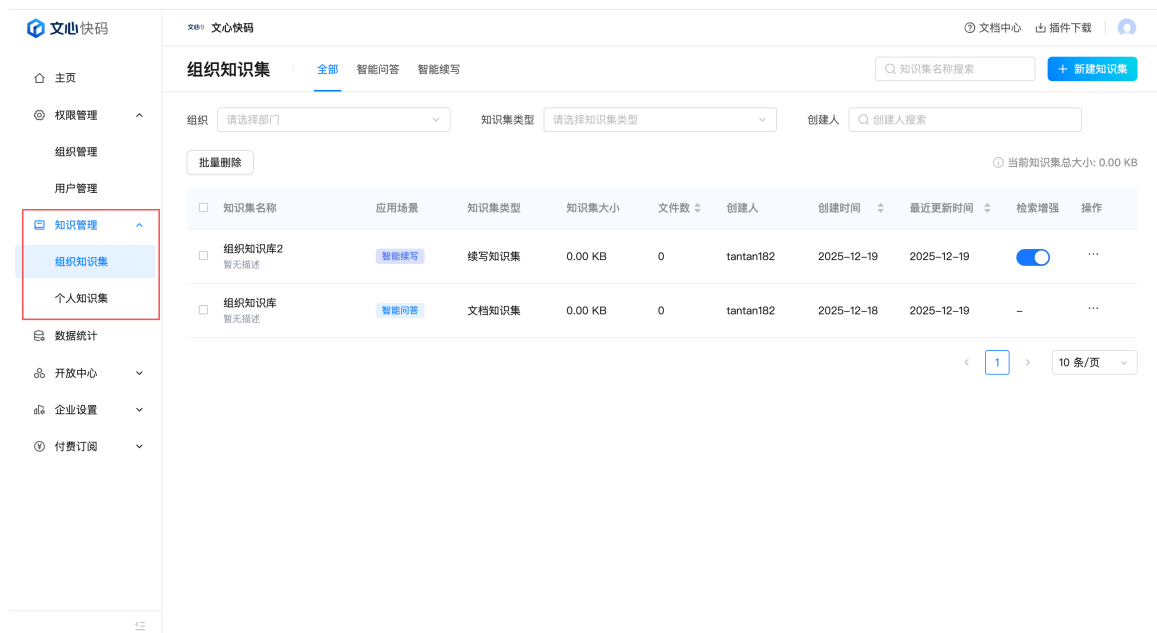 文心快码
文心快码 文档中心 插件下载
主页
权限管理
组织管理
用户管理
知识管理
组织知识集
个人知识集
数据统计
开放中心
企业设置
付费订阅
组织知识集 全部 智能问答 智能续写 知识集名称搜索 + 新建知识集
组织 请选择部门 知识集类型 请选择知识集类型 创建人 创建人搜索
批量删除 当前知识集总大小: 0.00 KB
知识集名称 应用场景 知识集类型 知识集大小 文件数 创建人 创建时间 最近更新时间 检索增强 操作
组织知识库2 智能续写 续写知识集 0.00 KB 0 tantan182 2025-12-19 2025-12-19 ...
暂无描述
组织知识库 智能问答 文档知识集 0.00 KB 0 tantan182 2025-12-18 2025-12-19 – ...
暂无描述
< 1 > 10 条/页